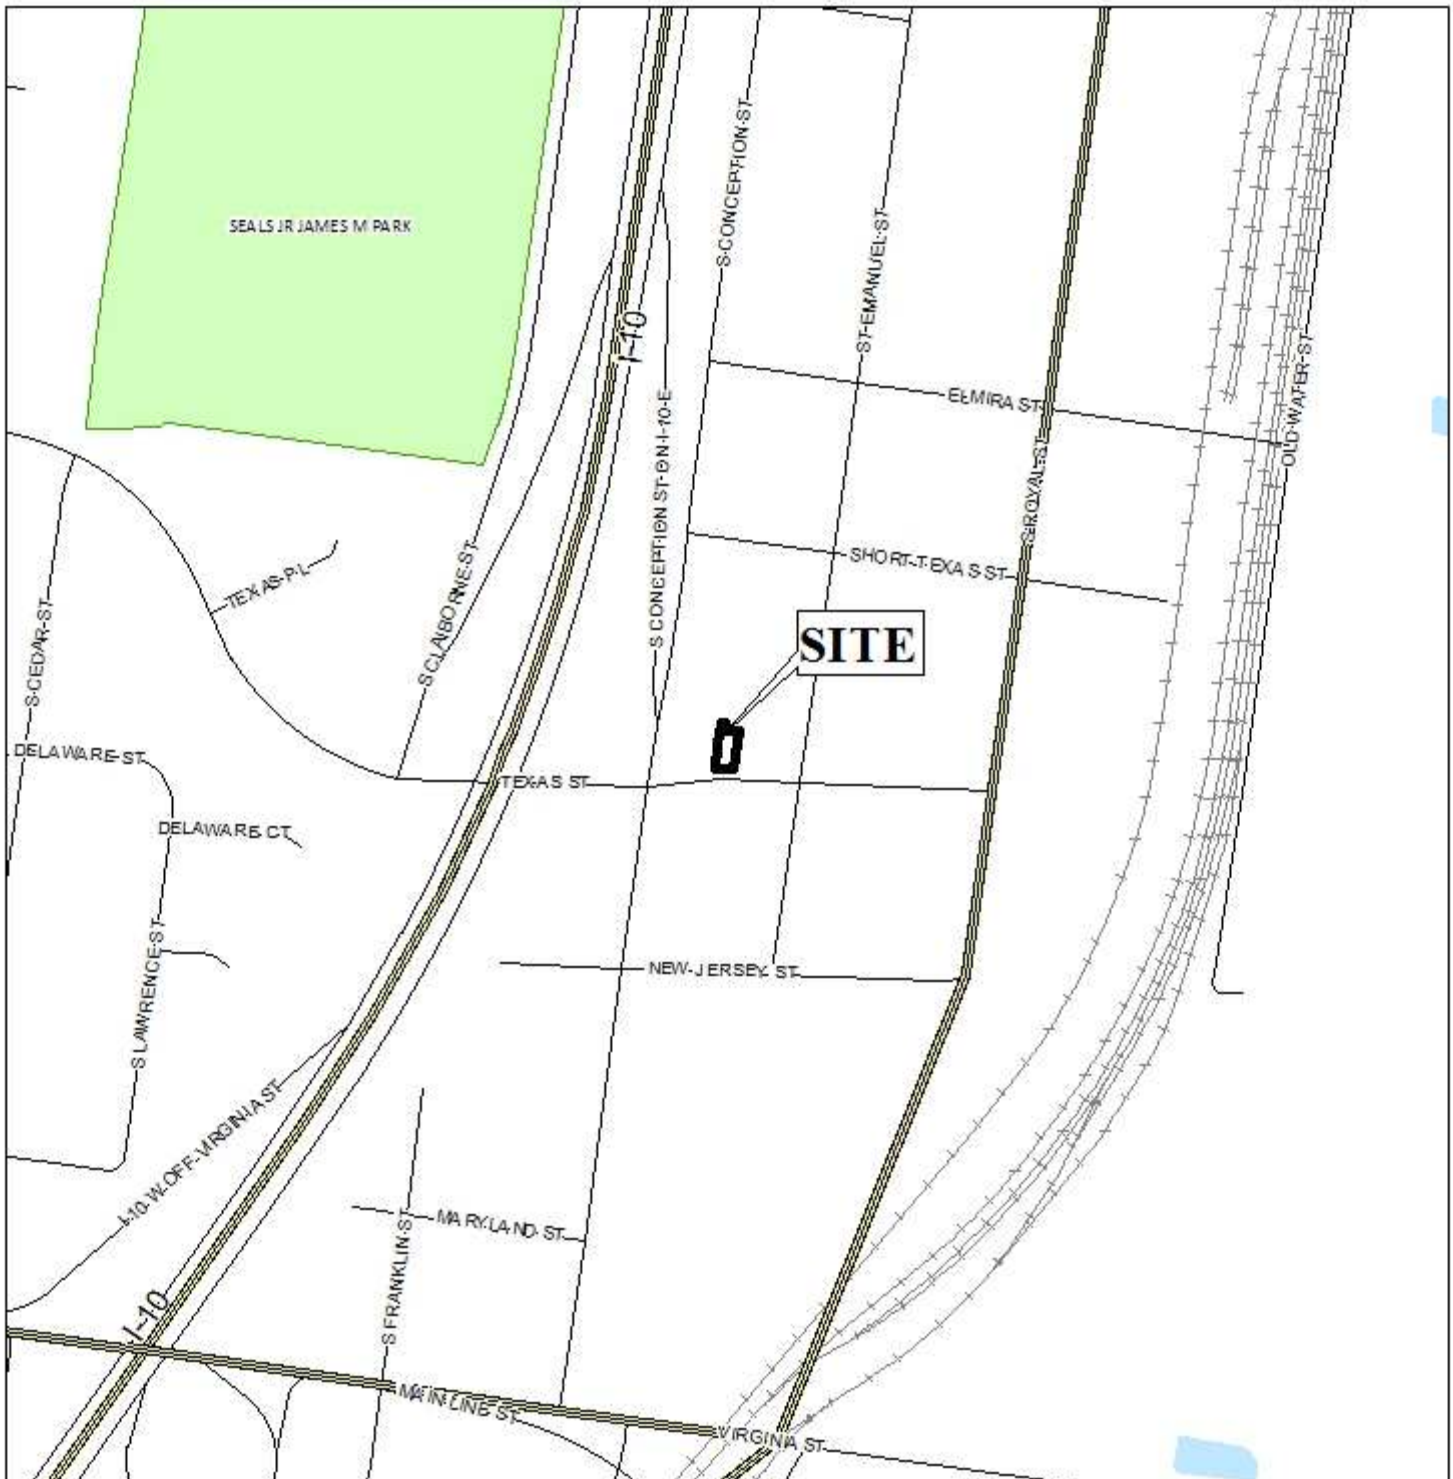 S CONCEPTION ST
SEALS JR JAMES M PARK
ST EMANUEL ST
I-10
ELMIRA ST
OLD WATER ST
S CONCEPTION ST ON I-10 E
S ROYAL ST
SHORT TEXAS ST
TEXAS PL
S CLAIBORNE ST
S CEDAR ST
SITE
DELAWARE ST
TEXAS ST
DELAWARE CT
NEW JERSEY ST
S LAWRENCE ST
I-10 W OFF VIRGINIA ST
MARYLAND ST
S FRANKLIN ST
I-10
MAIN LINE ST
VIRGINIA ST